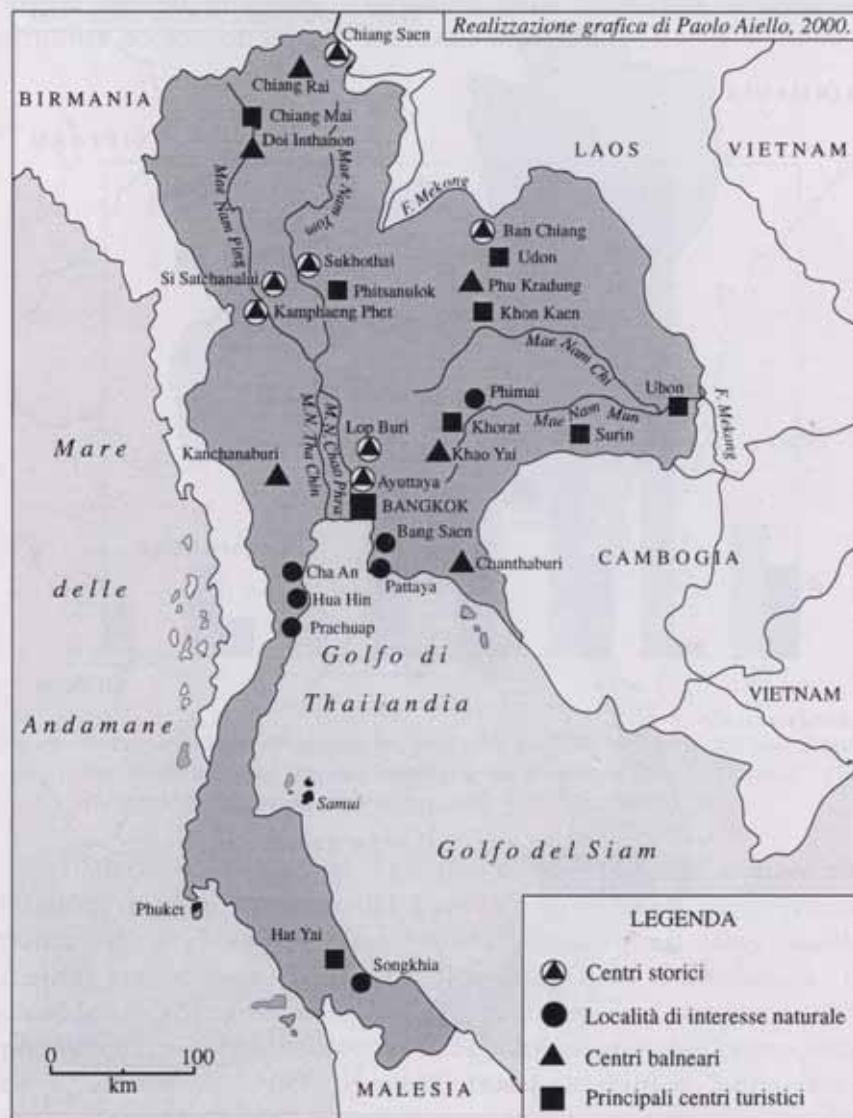 Realizzazione grafica di Paolo Aiello, 2000.
Chiang Saen
Chiang Rai
BIRMANIA
Chiang Mai
Doi Inthanon
LAOS
VIETNAM
Mae Nam Yom
F. Mekong
Mae Nam Ping
Ban Chiang
Udon
Sukhothai
Si Satchanalai
Phitsanulok
Phu Kradung
Kamphaeng Phet
Khon Kaen
Mae Nam Chi
Ubon
Phimai
Mae Nam Mun
F. Mekong
Khorat
Surin
Lop Buri
M.N. Chao Phra
M.N. Tha Chin
Khao Yai
Kanchanaburi
Mare
Ayuttaya
BANGKOK
Bang Saen
CAMBOGIA
Chanthaburi
Cha An
Pattaya
delle
Hua Hin
Prachuap
Golfo di
VIETNAM
Thailandia
Andamane
Samui
Golfo del Siam
Phuket
Hat Yai
Songkhia
LEGENDA
Centri storici
Località di interesse naturale
Centri balneari
Principali centri turistici
0 100
km
MALESIA